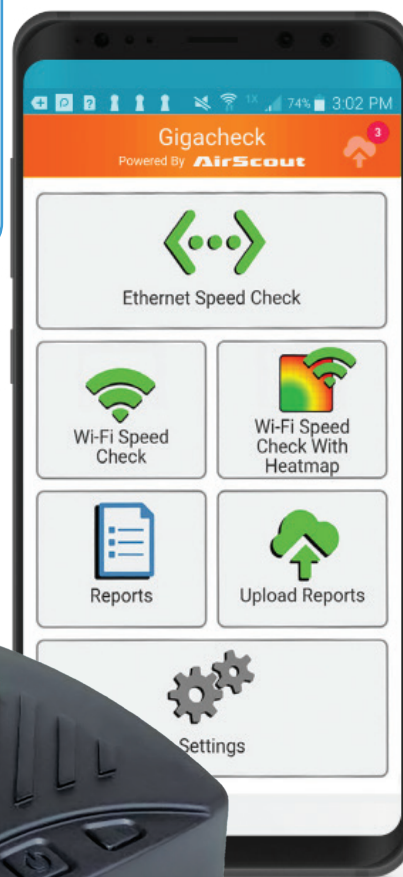 1X 74% 3:02 PM
Gigacheck
3
Powered By AirScout
Ethernet Speed Check
Wi-Fi Speed
Check
Wi-Fi Speed
Check With
Heatmap
Reports
Upload Reports
Settings